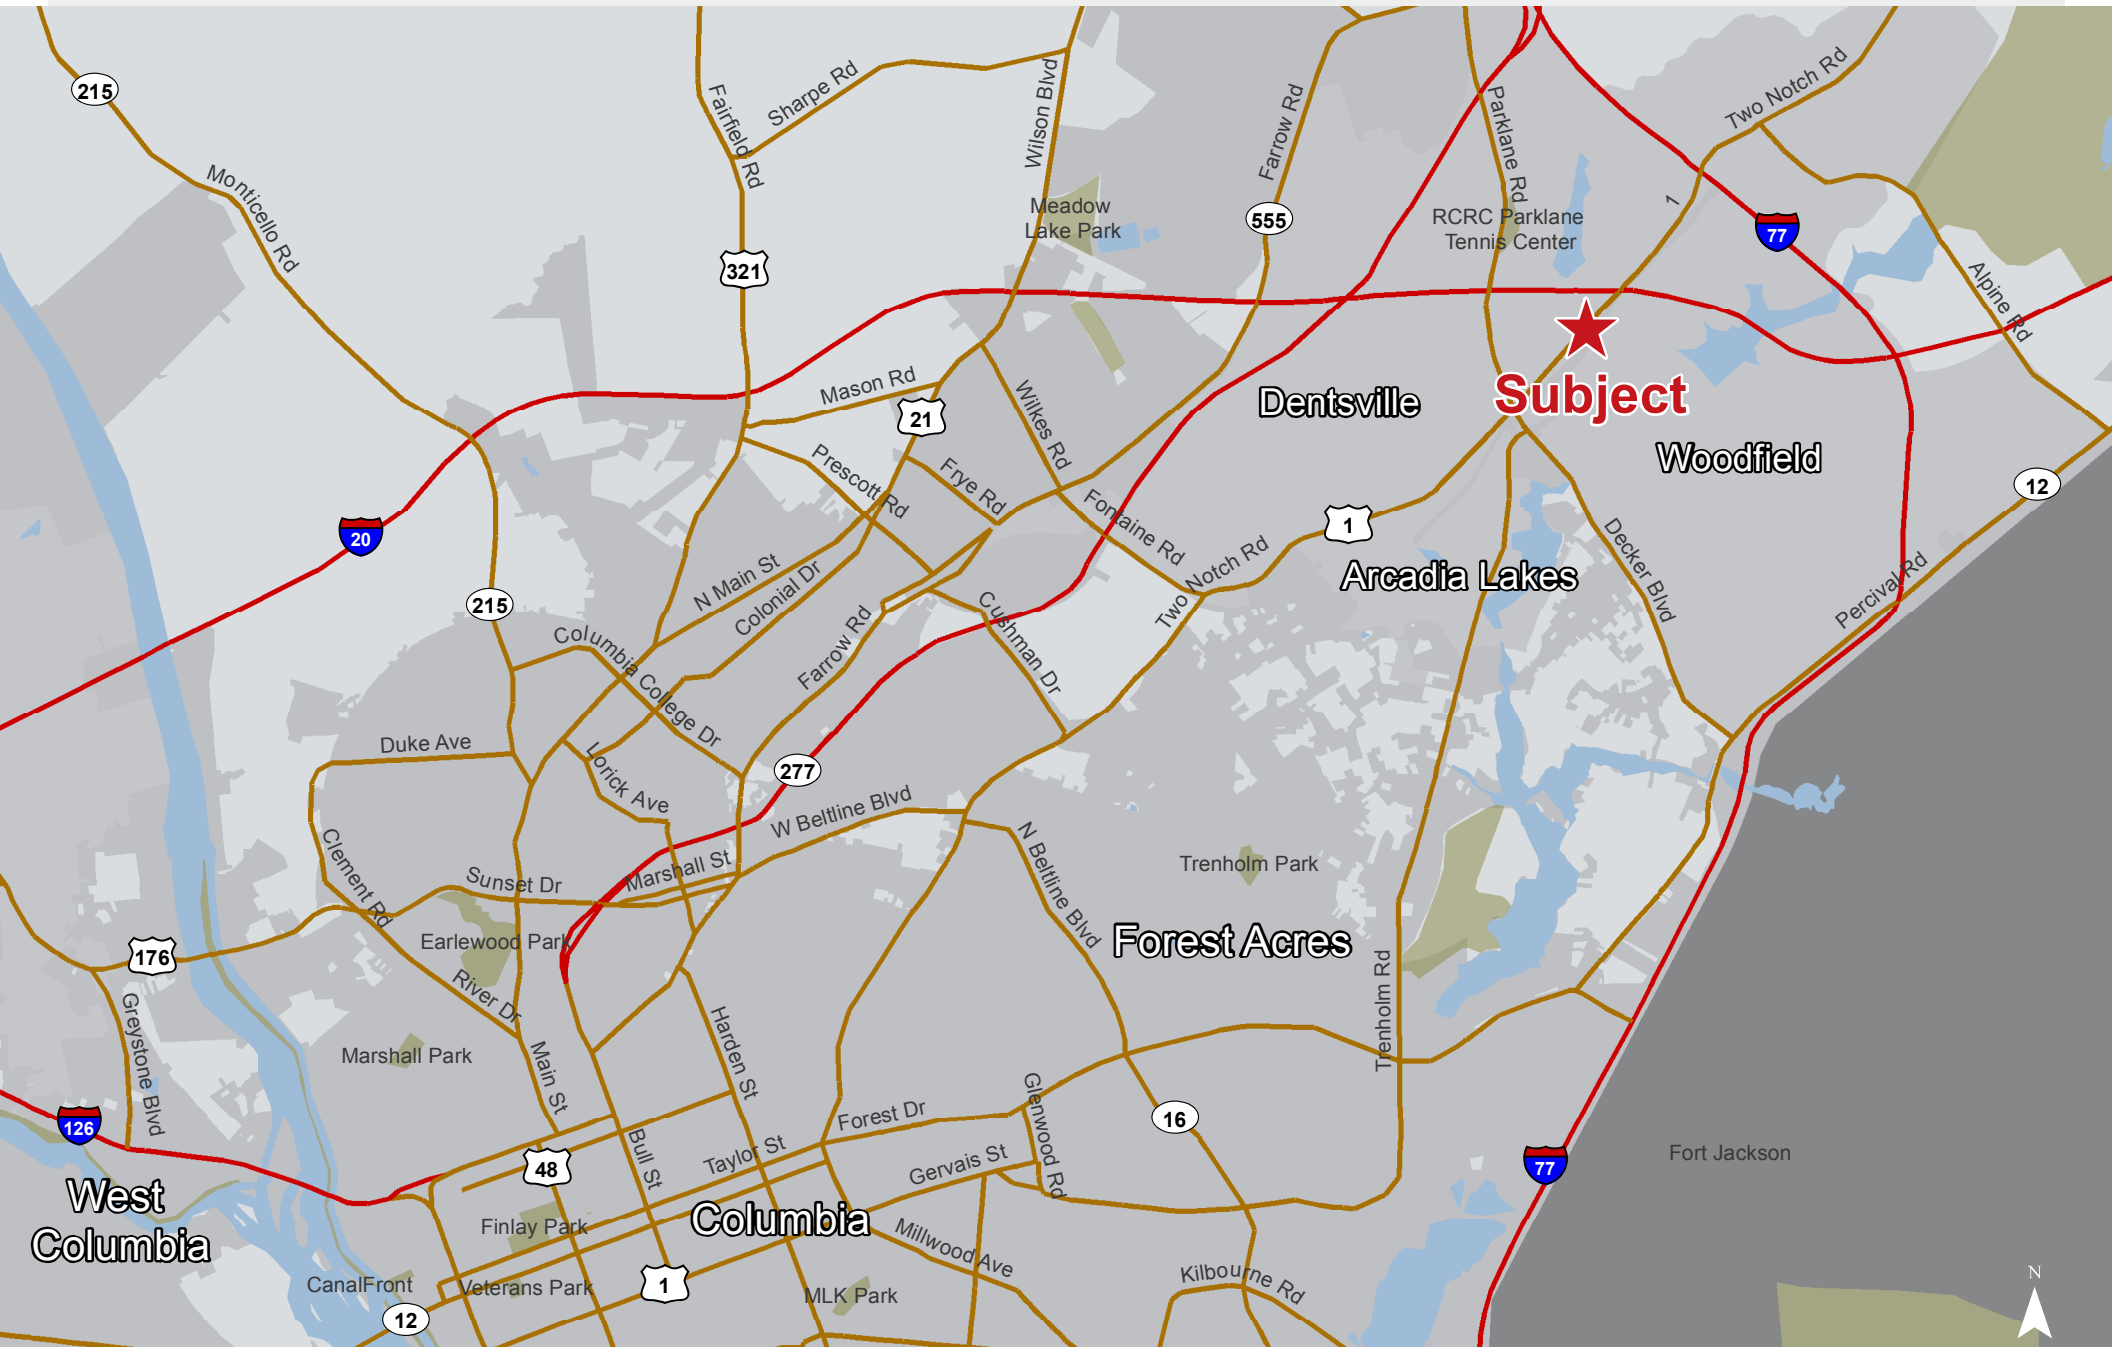 215
Monticello Rd
Fairfield Rd
Sharpe Rd
Wilson Blvd
Meadow
Lake Park
Farrow Rd
555
Parklane Rd
RCRC Parklane
Tennis Center
1
Two Notch Rd
77
Alpine Rd
321
Mason Rd
21
Wilkes Rd
Dentsville
Subject
Woodfield
12
Prescott Rd
Frye Rd
Fontaine Rd
1
Two Notch Rd
Arcadia Lakes
Decker Blvd
Percival Rd
20
215
N Main St
Colonial Dr
Columbia College Dr
Farrow Rd
Cushman Dr
Duke Ave
Lorick Ave
277
W Beltline Blvd
Clement Rd
Sunset Dr
Marshall St
N Beltline Blvd
Trenholm Park
Earlewood Park
Forest Acres
176
River Dr
Greystone Blvd
Marshall Park
Main St
Harden St
Trenholm Rd
126
Forest Dr
Glenwood Rd
16
48
Bull St
Taylor St
Gervais St
77
Fort Jackson
West
Columbia
Finlay Park
Columbia
Millwood Ave
CanalFront
Veterans Park
1
MLK Park
Kilbourne Rd
12
N